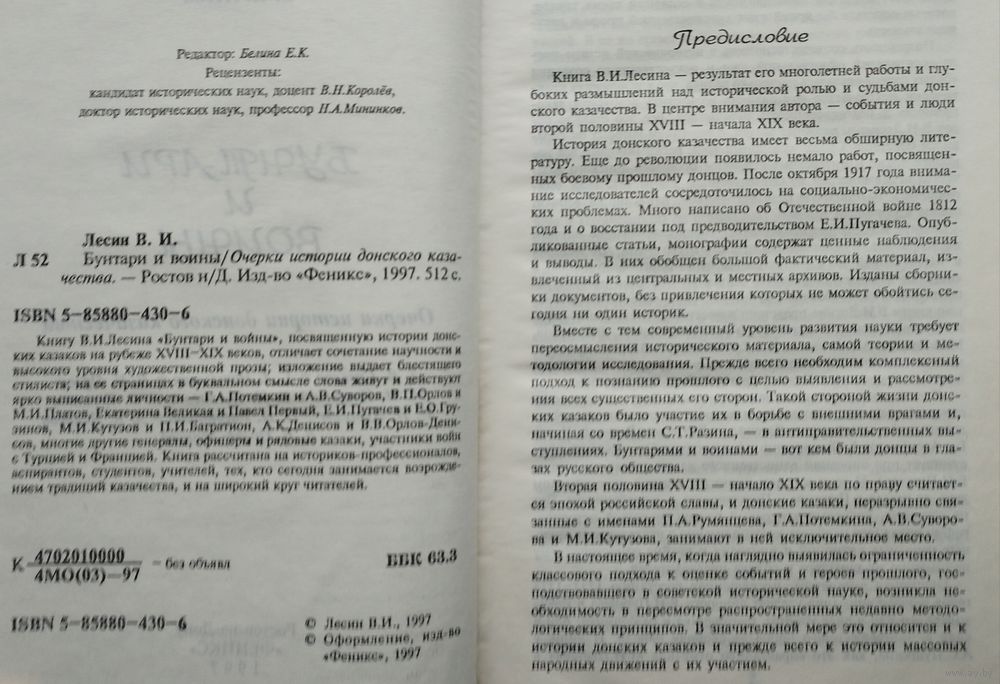 Редактор: Белина Е.К.
Рецензенты:
кандидат исторических наук, доцент В.Н.Королёв,
доктор исторических наук, профессор Н.А.Мининков.
Лесин В. И.
Л 52 Бунтари и воины/Очерки истории донского каза-
чества. — Ростов н/Д. Изд-во «Феникс», 1997. 512 с.
ISBN 5–85880–430–6
Книгу В.И.Лесина «Бунтари и войны», посвященную истории донс-
ких казаков на рубеже XVIII–XIX веков, отличает сочетание научности и
высокого уровня художественной прозы; изложение выдает блестящего
стилиста; на ее страницах в буквальном смысле слова живут и действуют
ярко выписанные личности — Г.А.Потемкин и А.В.Суворов, В.П.Орлов и
М.И.Платов, Екатерина Великая и Павел Первый, Е.И.Пугачев и Е.О.Гру-
зинов, М.И.Кутузов и П.И.Багратион, А.К.Денисов и В.В.Орлов-Дени-
сов, многие другие генералы, офицеры и рядовые казаки, участники войн
с Турцией и Францией. Книга рассчитана на историков-профессионалов,
аспирантов, студентов, учителей, тех, кто сегодня занимается возрожде-
нием традиций казачества, и на широкий круг читателей.
К 4702010000 – без объявл ББК 63.3
4МО(03)–97
ISBN 5–85880–430–6
© Лесин В.И., 1997
© Оформление, изд-во
«Феникс», 1997
Предисловие
Книга В.И.Лесина — результат его многолетней работы и глу-
боких размышлений над исторической ролью и судьбами дон-
ского казачества. В центре внимания автора — события и люди
второй половины XVIII — начала XIX века.
История донского казачества имеет весьма обширную лите-
ратуру. Еще до революции появилось немало работ, посвящен-
ных боевому прошлому донцов. После октября 1917 года внима-
ние исследователей сосредоточилось на социально-экономичес-
ких проблемах. Много написано об Отечественной войне 1812
года и о восстании под предводительством Е.И.Пугачева. Опуб-
ликованные статьи, монографии содержат ценные наблюдения
и выводы. В них обобщен большой фактический материал, из-
влеченный из центральных и местных архивов. Изданы сборни-
ки документов, без привлечения которых не может обойтись се-
годня ни один историк.
Вместе с тем современный уровень развития науки требует
переосмысления исторического материала, самой теории и ме-
тодологии исследования. Прежде всего необходим комплексный
подход к познанию прошлого с целью выявления и рассмотре-
ния всех существенных его сторон. Такой стороной жизни донс-
ких казаков было участие их в борьбе с внешними врагами и,
начиная со времен С.Т.Разина, — в антиправительственных вы-
ступлениях. Бунтарями и воинами — вот кем были донцы в гла-
зах русского общества.
Вторая половина XVIII — начало XIX века по праву считает-
ся эпохой российской славы, и донские казаки, неразрывно свя-
занные с именами П.А.Румянцева, Г.А.Потемкина, А.В.Суворо-
ва и М.И.Кутузова, занимают в ней исключительное место.
В настоящее время, когда наглядно выявилась ограниченность
классового подхода к оценке событий и героев прошлого, гос-
подствовавшего в советской исторической науке, возникла не-
обходимость в пересмотре распространенных недавно методо-
логических принципов. В значительной мере это относится и к
истории донских казаков и прежде всего к истории массовых
народных движений с их участием.
www.ay.by